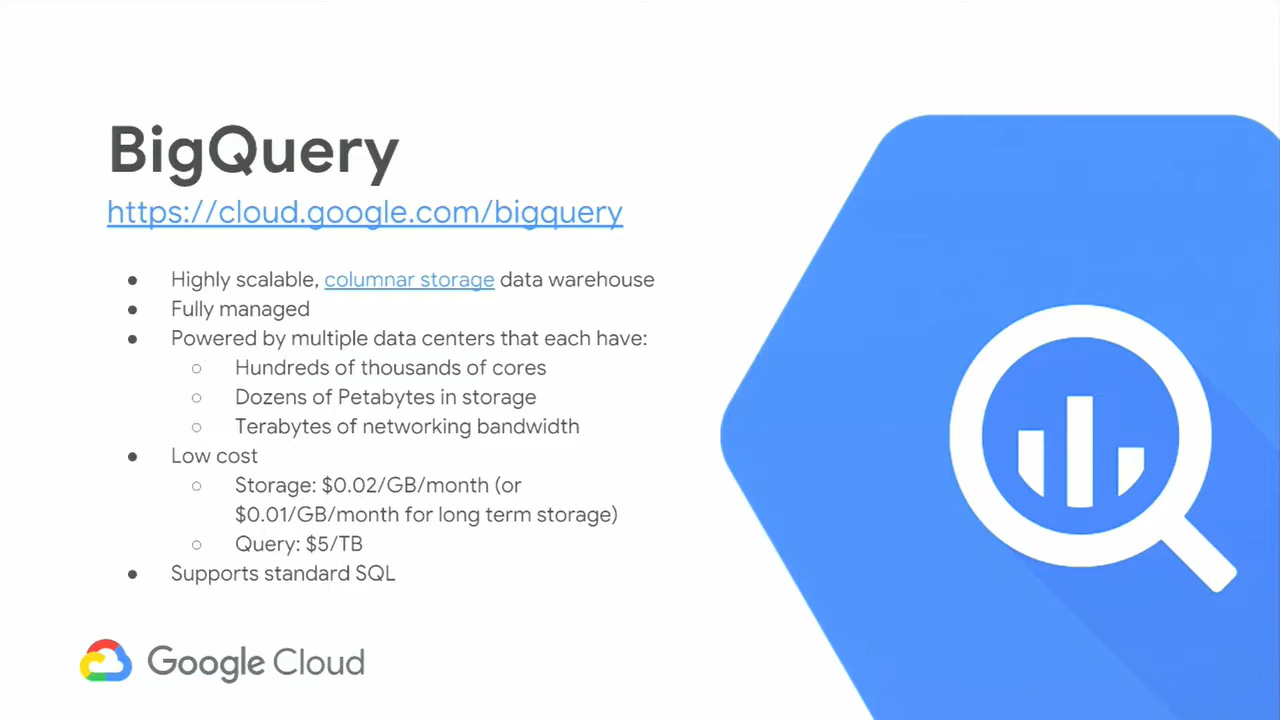 BigQuery
https://cloud.google.com/bigquery
● Highly scalable, columnar storage data warehouse
● Fully managed
● Powered by multiple data centers that each have:
○ Hundreds of thousands of cores
○ Dozens of Petabytes in storage
○ Terabytes of networking bandwidth
● Low cost
○ Storage: $0.02/GB/month (or
$0.01/GB/month for long term storage)
○ Query: $5/TB
● Supports standard SQL
Google Cloud